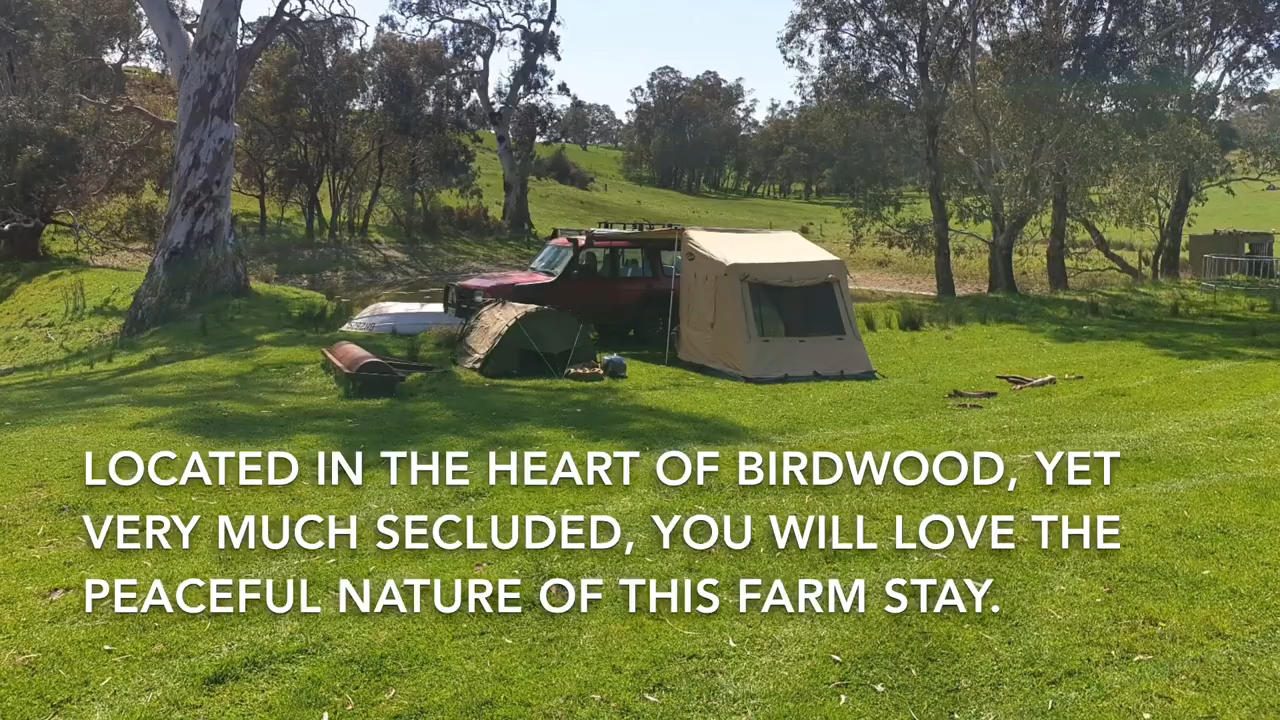 LOCATED IN THE HEART OF BIRDWOOD, YET
VERY MUCH SECLUDED, YOU WILL LOVE THE
PEACEFUL NATURE OF THIS FARM STAY.